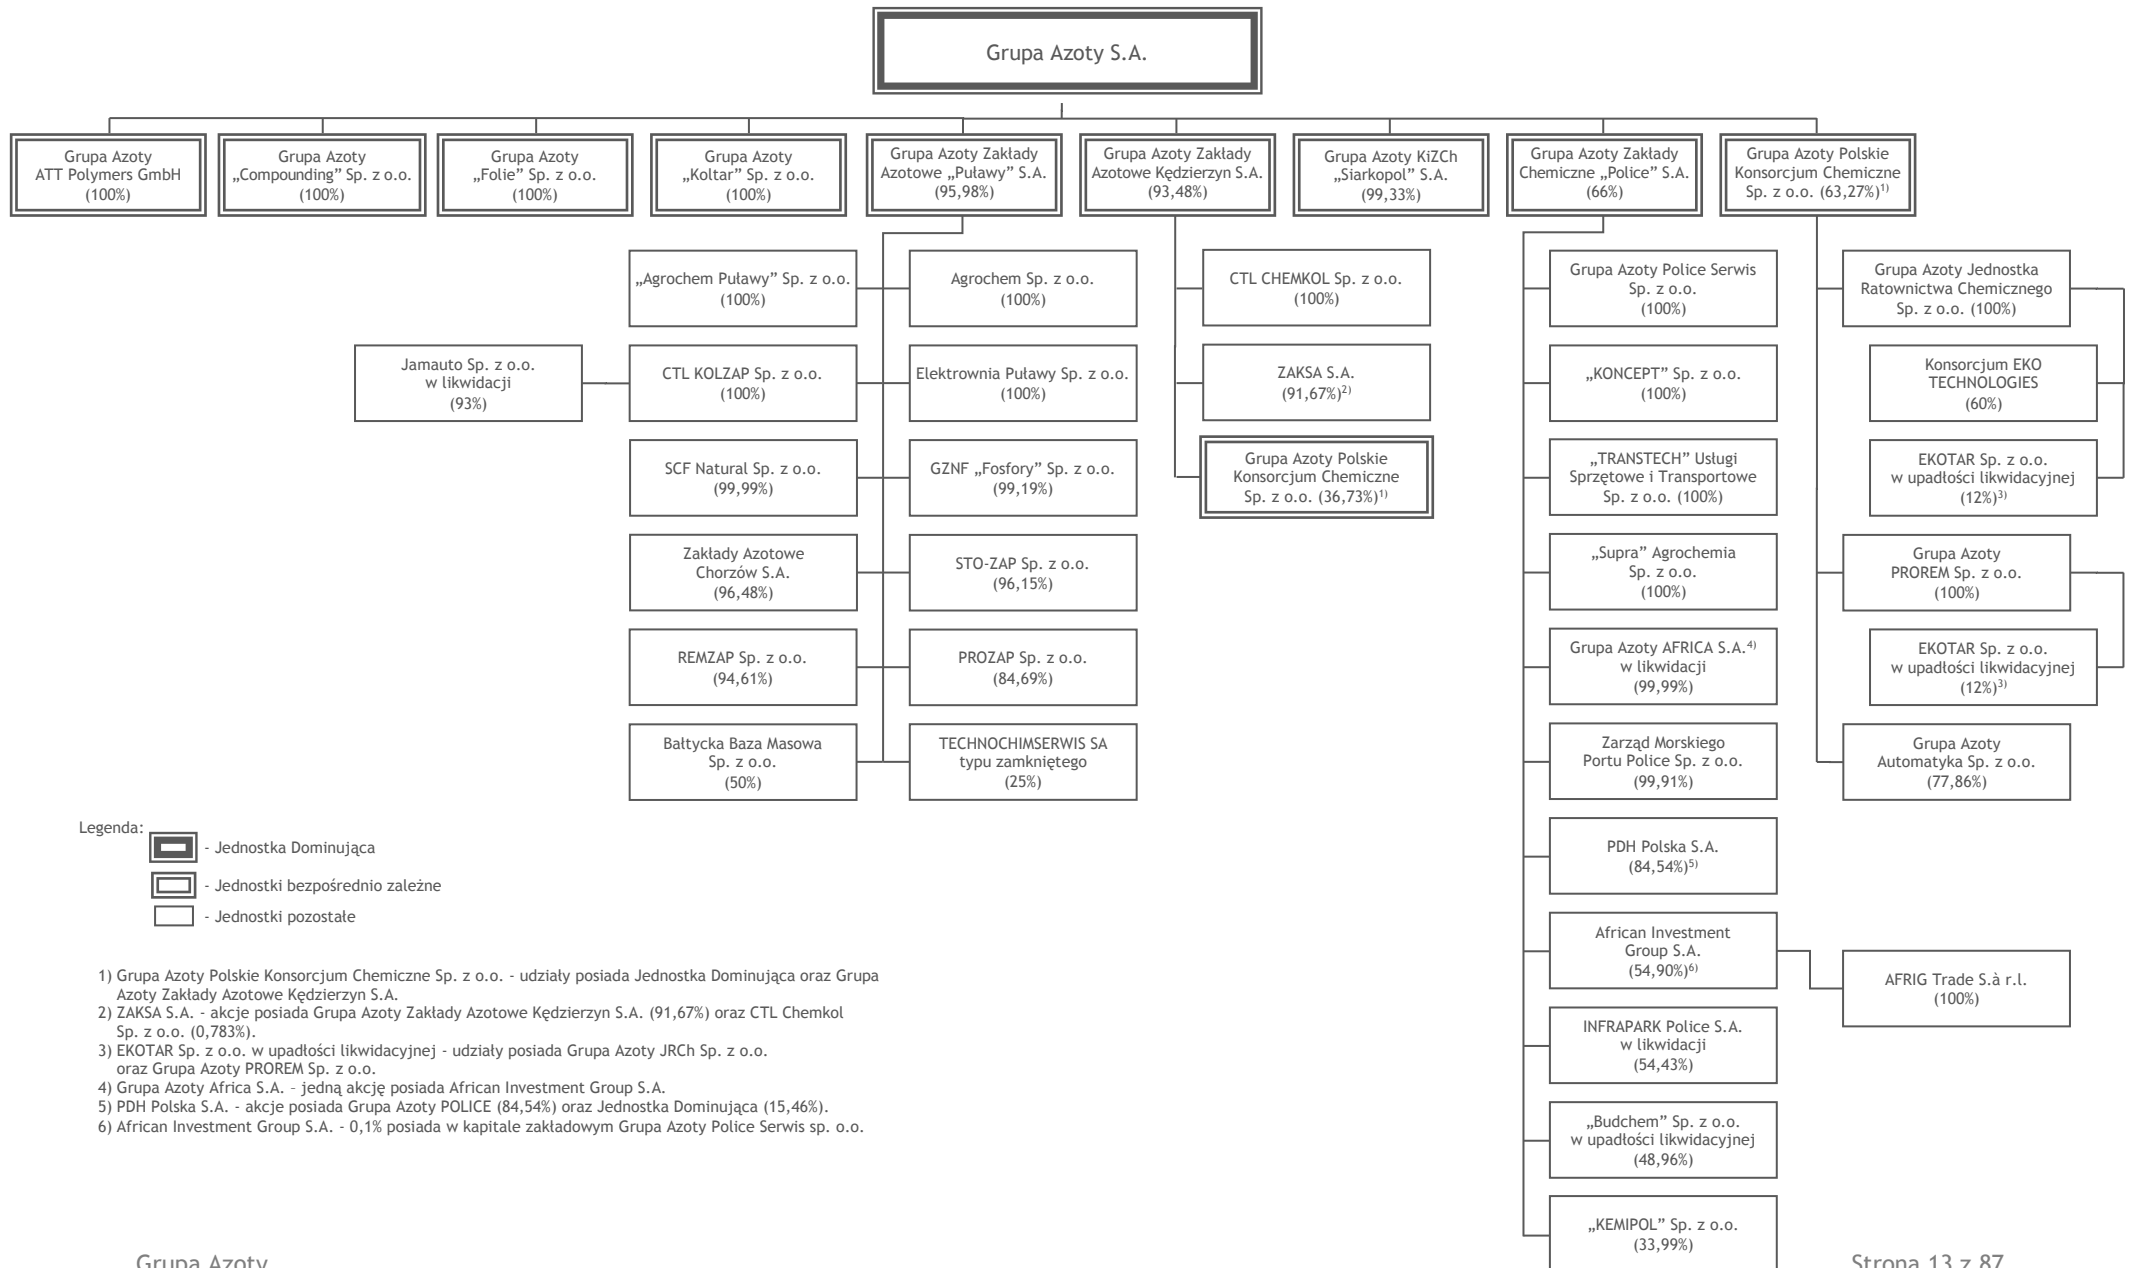 Grupa Azoty S.A.
Grupa Azoty
ATT Polymers GmbH
(100%)
Grupa Azoty
„Compounding” Sp. z o.o.
(100%)
Grupa Azoty
„Folie” Sp. z o.o.
(100%)
Grupa Azoty
„Koltar” Sp. z o.o.
(100%)
Grupa Azoty Zakłady
Azotowe „Puławy” S.A.
(95,98%)
Grupa Azoty Zakłady
Azotowe Kędzierzyn S.A.
(93,48%)
Grupa Azoty KiZCh
„Siarkopol” S.A.
(99,33%)
Grupa Azoty Zakłady
Chemiczne „Police” S.A.
(66%)
Grupa Azoty Polskie
Konsorcjum Chemiczne
Sp. z o.o. (63,27%)1)
„Agrochem Puławy” Sp. z o.o.
(100%)
Agrochem Sp. z o.o.
(100%)
Jamauto Sp. z o.o.
w likwidacji
(93%)
CTL KOLZAP Sp. z o.o.
(100%)
Elektrownia Puławy Sp. z o.o.
(100%)
SCF Natural Sp. z o.o.
(99,99%)
GZNF „Fosfory” Sp. z o.o.
(99,19%)
Zakłady Azotowe
Chorzów S.A.
(96,48%)
STO-ZAP Sp. z o.o.
(96,15%)
REMZAP Sp. z o.o.
(94,61%)
PROZAP Sp. z o.o.
(84,69%)
Bałtycka Baza Masowa
Sp. z o.o.
(50%)
TECHNOCHIMSERWIS SA
typu zamkniętego
(25%)
CTL CHEMKOL Sp. z o.o.
(100%)
ZAKSA S.A.
(91,67%)2)
Grupa Azoty Polskie
Konsorcjum Chemiczne
Sp. z o.o. (36,73%)1)
Grupa Azoty Police Serwis
Sp. z o.o.
(100%)
„KONCEPT” Sp. z o.o.
(100%)
„TRANSTECH” Usługi
Sprzętowe i Transportowe
Sp. z o.o. (100%)
„Supra” Agrochemia
Sp. z o.o.
(100%)
Grupa Azoty AFRICA S.A.4)
w likwidacji
(99,99%)
Zarząd Morskiego
Portu Police Sp. z o.o.
(99,91%)
PDH Polska S.A.
(84,54%)5)
African Investment
Group S.A.
(54,90%)6)
AFRIG Trade S.à r.l.
(100%)
INFRAPARK Police S.A.
w likwidacji
(54,43%)
„Budchem” Sp. z o.o.
w upadłości likwidacyjnej
(48,96%)
„KEMIPOL” Sp. z o.o.
(33,99%)
Grupa Azoty Jednostka
Ratownictwa Chemicznego
Sp. z o.o. (100%)
Konsorcjum EKO
TECHNOLOGIES
(60%)
EKOTAR Sp. z o.o.
w upadłości likwidacyjnej
(12%)3)
Grupa Azoty
PROREM Sp. z o.o.
(100%)
EKOTAR Sp. z o.o.
w upadłości likwidacyjnej
(12%)3)
Grupa Azoty
Automatyka Sp. z o.o.
(77,86%)
Legenda:
- Jednostka Dominująca
- Jednostki bezpośrednio zależne
- Jednostki pozostałe
1) Grupa Azoty Polskie Konsorcjum Chemiczne Sp. z o.o. - udziały posiada Jednostka Dominująca oraz Grupa
Azoty Zakłady Azotowe Kędzierzyn S.A.
2) ZAKSA S.A. - akcje posiada Grupa Azoty Zakłady Azotowe Kędzierzyn S.A. (91,67%) oraz CTL Chemkol
Sp. z o.o. (0,783%).
3) EKOTAR Sp. z o.o. w upadłości likwidacyjnej - udziały posiada Grupa Azoty JRCh Sp. z o.o.
oraz Grupa Azoty PROREM Sp. z o.o.
4) Grupa Azoty Africa S.A. – jedną akcję posiada African Investment Group S.A.
5) PDH Polska S.A. - akcje posiada Grupa Azoty POLICE (84,54%) oraz Jednostka Dominująca (15,46%).
6) African Investment Group S.A. - 0,1% posiada w kapitale zakładowym Grupa Azoty Police Serwis sp. o.o.
Grupa Azoty
Strona 13 z 87